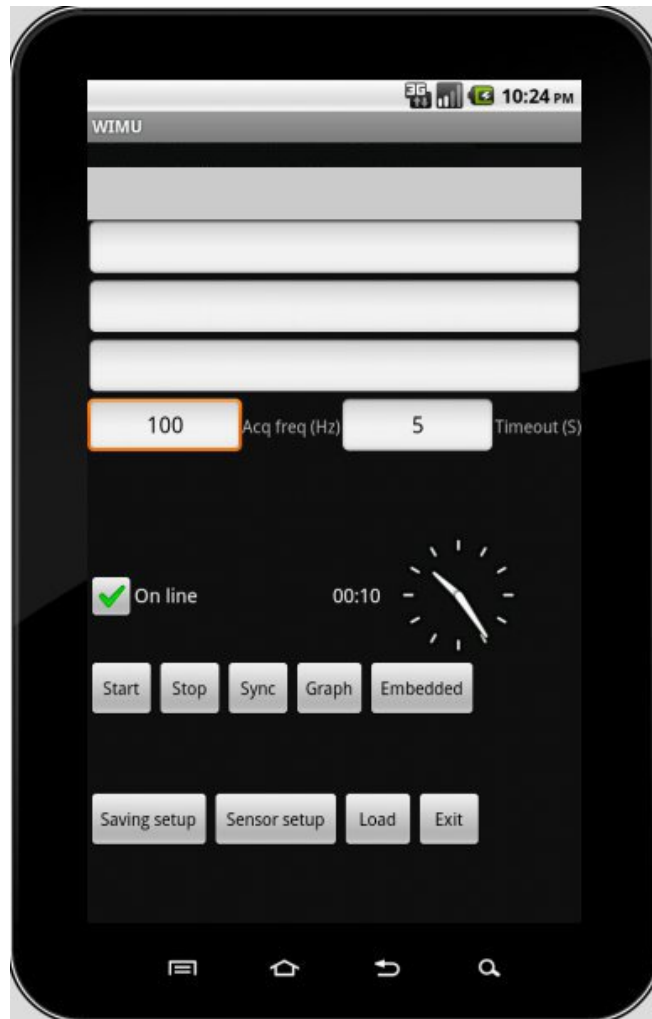 3G 10:24 PM
WIMU
100 Acq freq (Hz) 5 Timeout (S)
On line 00:10
Start Stop Sync Graph Embedded
Saving setup Sensor setup Load Exit